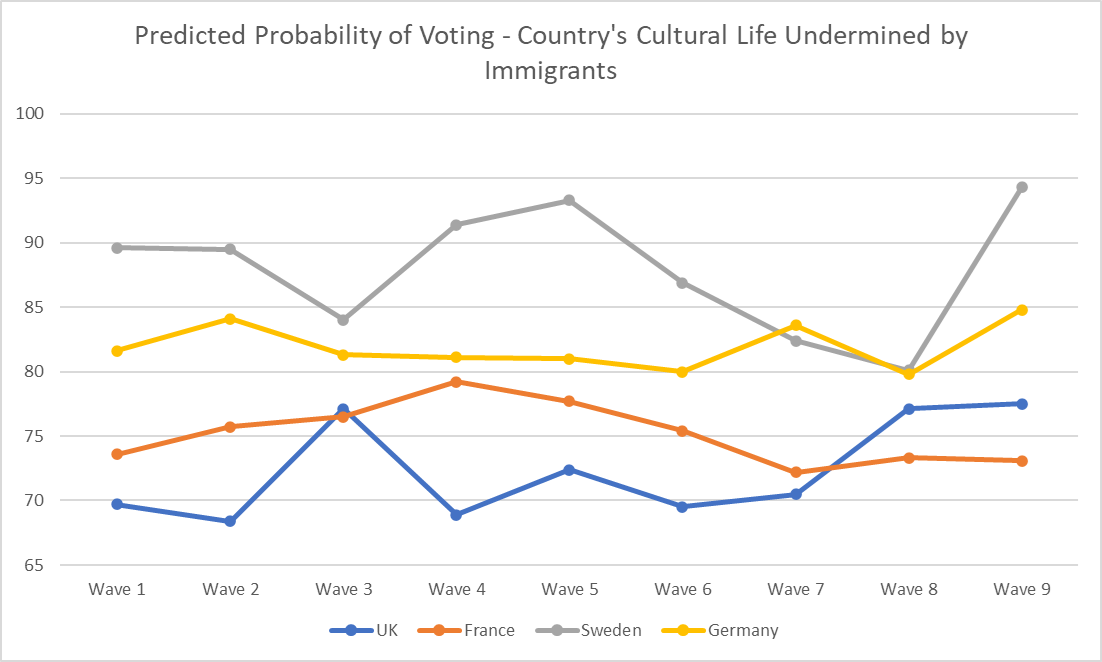 Predicted Probability of Voting - Country's Cultural Life Undermined by
Immigrants
100
95
90
85
80
75
70
65
Wave 1 Wave 2 Wave 3 Wave 4 Wave 5 Wave 6 Wave 7 Wave 8 Wave 9
UK France Sweden Germany